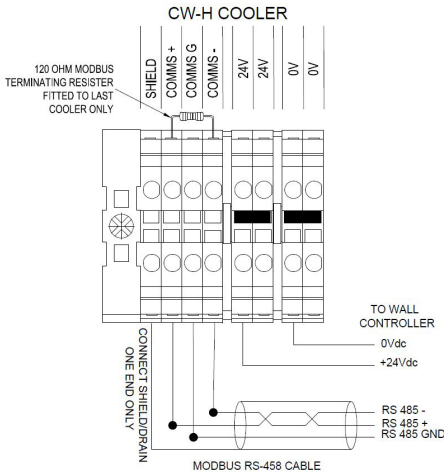 CW-H COOLER
120 OHM MODBUS
TERMINATING RESISTER
FITTED TO LAST
COOLER ONLY
SHIELD
COMMS +
COMMS G
COMMS -
24V
24V
0V
0V
TO WALL
CONTROLLER
0Vdc
+24Vdc
CONNECT SHIELD/DRAIN
ONE END ONLY
RS 485 -
RS 485 +
RS 485 GND
MODBUS RS-458 CABLE